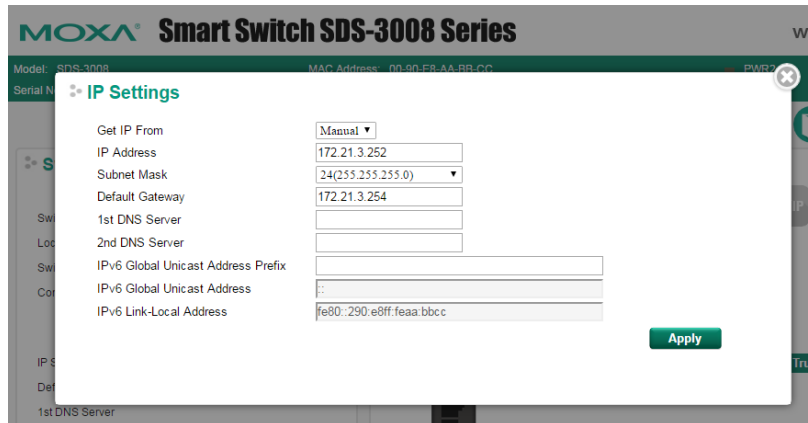 MOXA® Smart Switch SDS-3008 Series
Model: SDS-3008 MAC Address: 00-90-E8-AA-BB-CC
IP Settings
Get IP From Manual
IP Address 172.21.3.252
Subnet Mask 24(255.255.255.0)
Default Gateway 172.21.3.254
1st DNS Server
2nd DNS Server
IPv6 Global Unicast Address Prefix
IPv6 Global Unicast Address ::
IPv6 Link-Local Address fe80::290:e8ff:feaa:bbcc
Apply
1st DNS Server